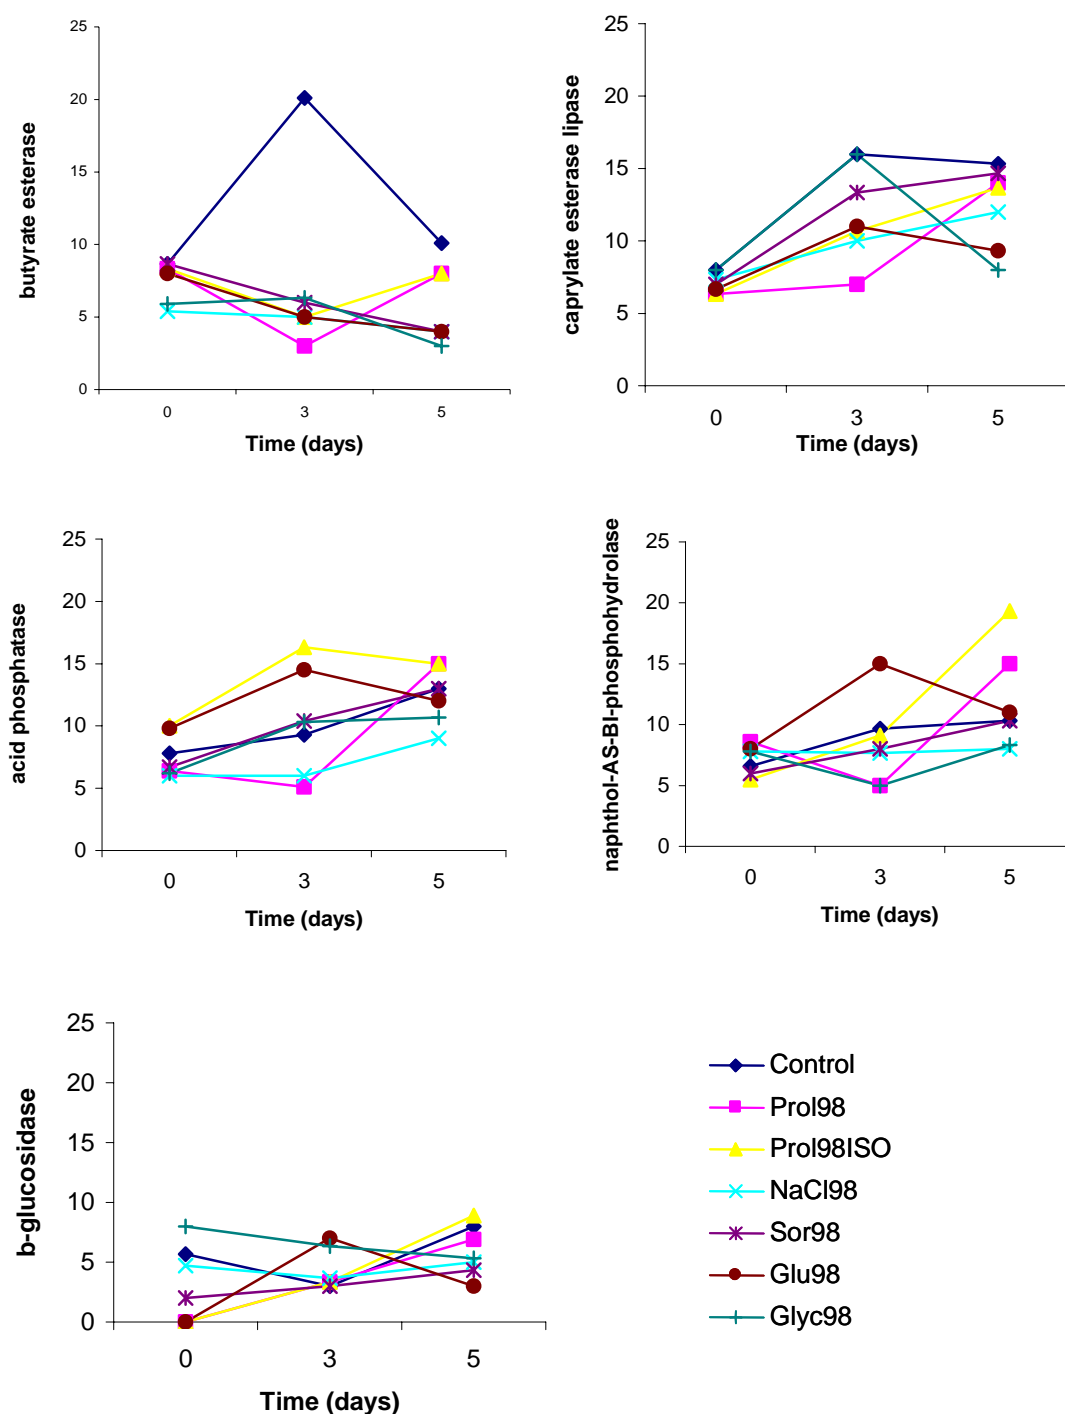 25
20
15
10
5
0
butyrate esterase
0 3 5
Time (days)
25
20
15
10
5
0
caprylate esterase lipase
0 3 5
Time (days)
25
20
15
10
5
0
acid phosphatase
0 3 5
Time (days)
25
20
15
10
5
0
naphthol-AS-BI-phosphohydrolase
0 3 5
Time (days)
25
20
15
10
5
0
b-glucosidase
0 3 5
Time (days)
Control
Prol98
Prol98ISO
NaCl98
Sor98
Glu98
Glyc98